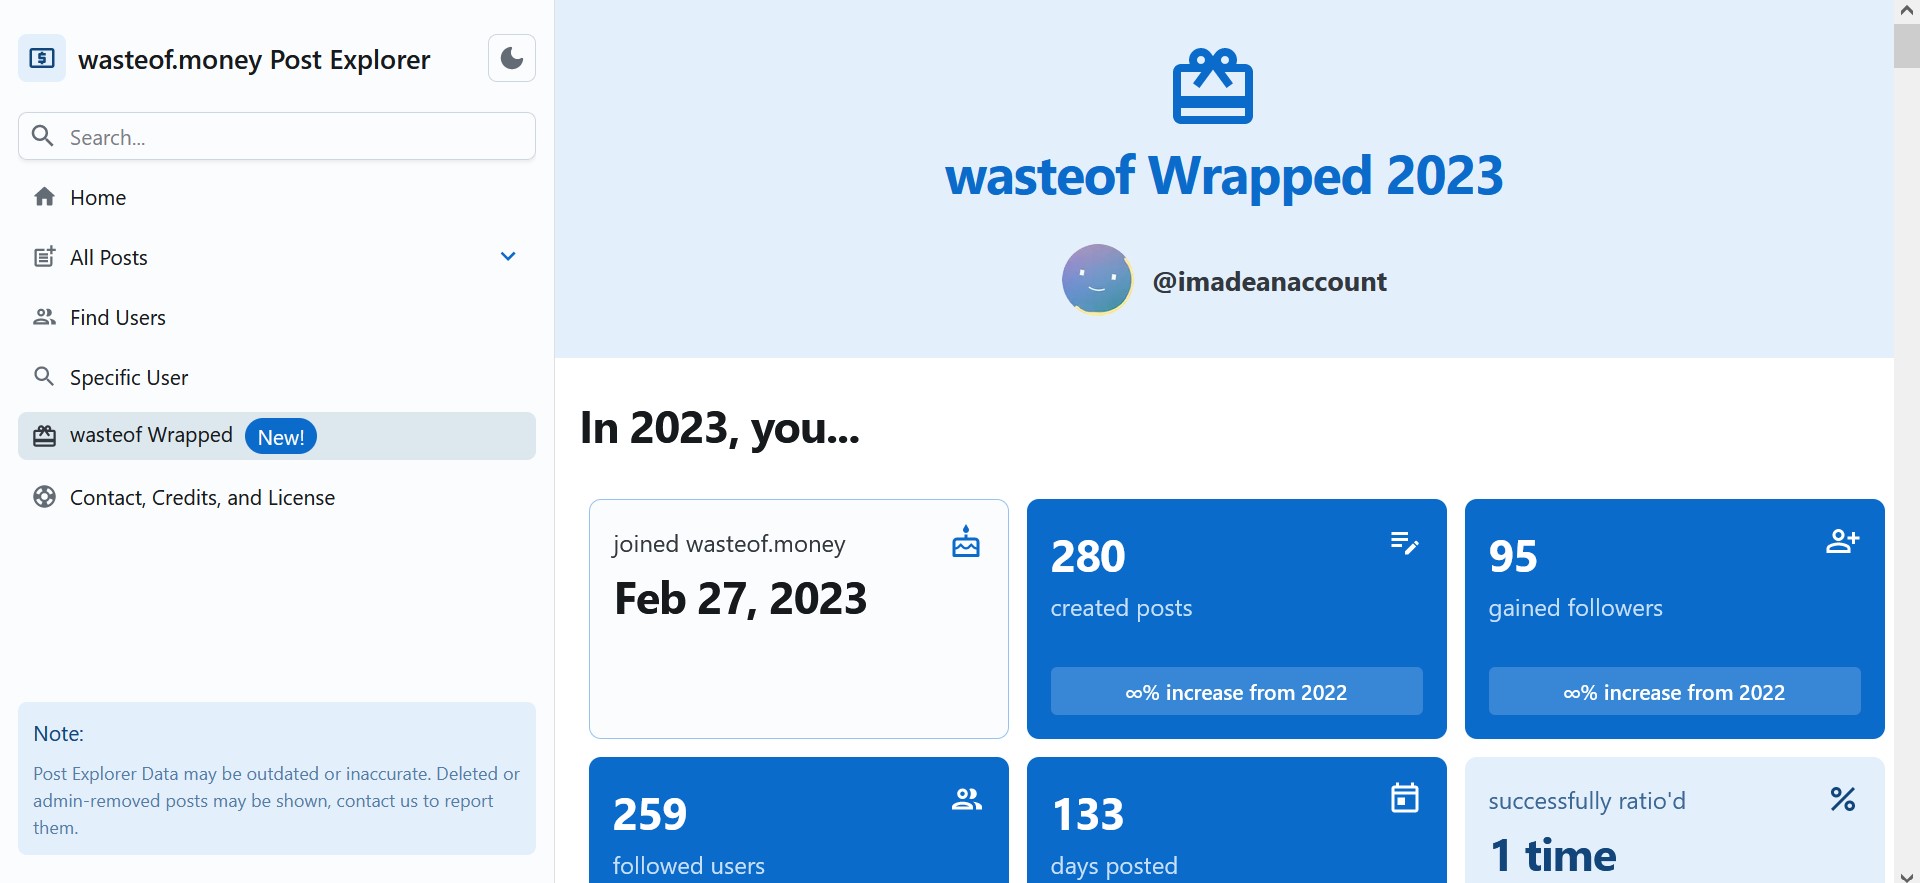 wasteof.money Post Explorer
Search...
Home
All Posts
Find Users
Specific User
wasteof Wrapped New!
Contact, Credits, and License
Note:
Post Explorer Data may be outdated or inaccurate. Deleted or
admin-removed posts may be shown, contact us to report
them.
wasteof Wrapped 2023
@imadeanaccount
In 2023, you...
joined wasteof.money
Feb 27, 2023
280
created posts
∞% increase from 2022
95
gained followers
∞% increase from 2022
259
followed users
133
days posted
successfully ratio'd
1 time